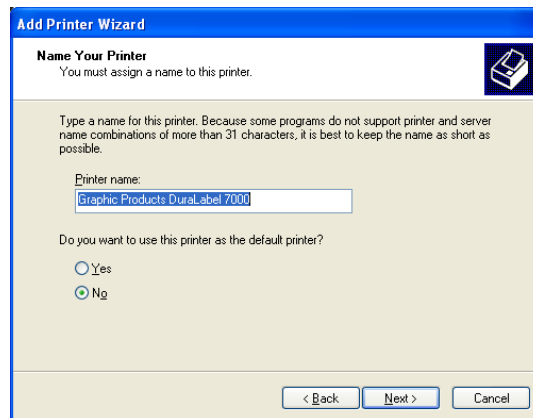 Add Printer Wizard
Name Your Printer
You must assign a name to this printer.
Type a name for this printer. Because some programs do not support printer and server
name combinations of more than 31 characters, it is best to keep the name as short as
possible.
Printer name:
Graphic Products DuraLabel 7000
Do you want to use this printer as the default printer?
Yes
No
< Back
Next >
Cancel